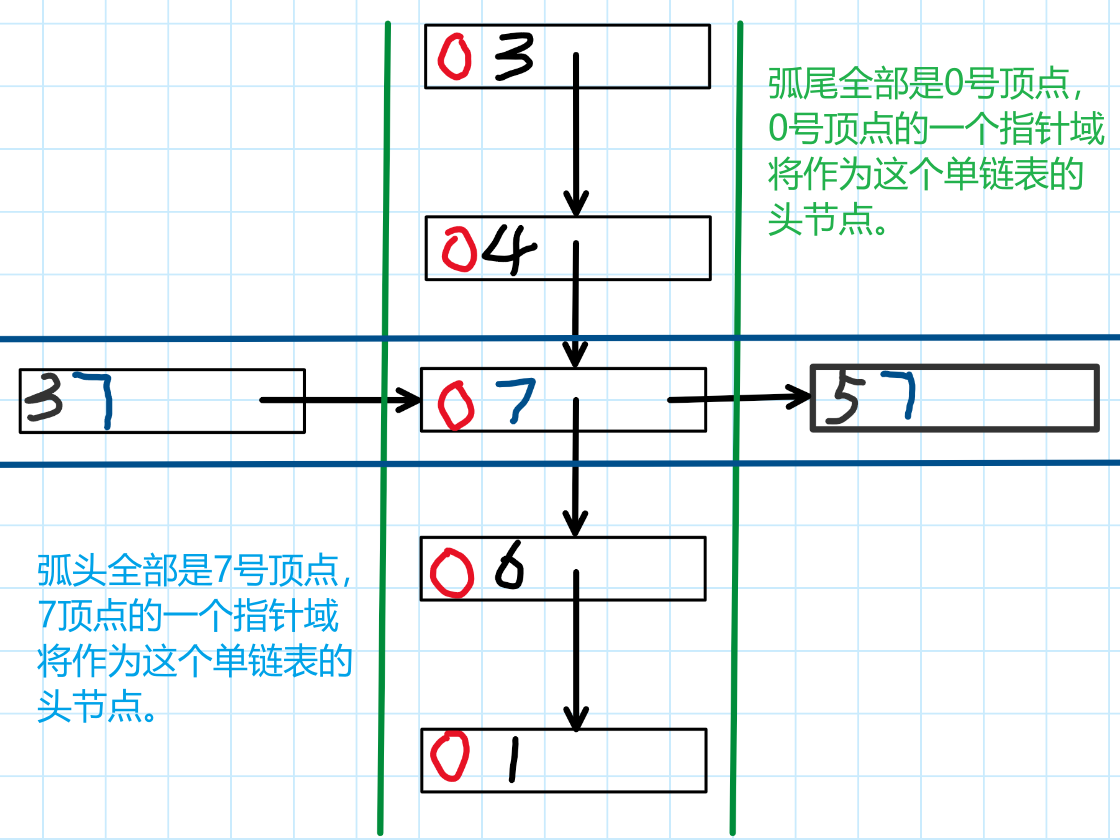 0 3
弧尾全部是0号顶点，
0号顶点的一个指针域
将作为这个单链表的
头节点。
0 4
3 7
0 7
5 7
0 6
弧头全部是7号顶点，
7顶点的一个指针域
将作为这个单链表的
头节点。
0 1